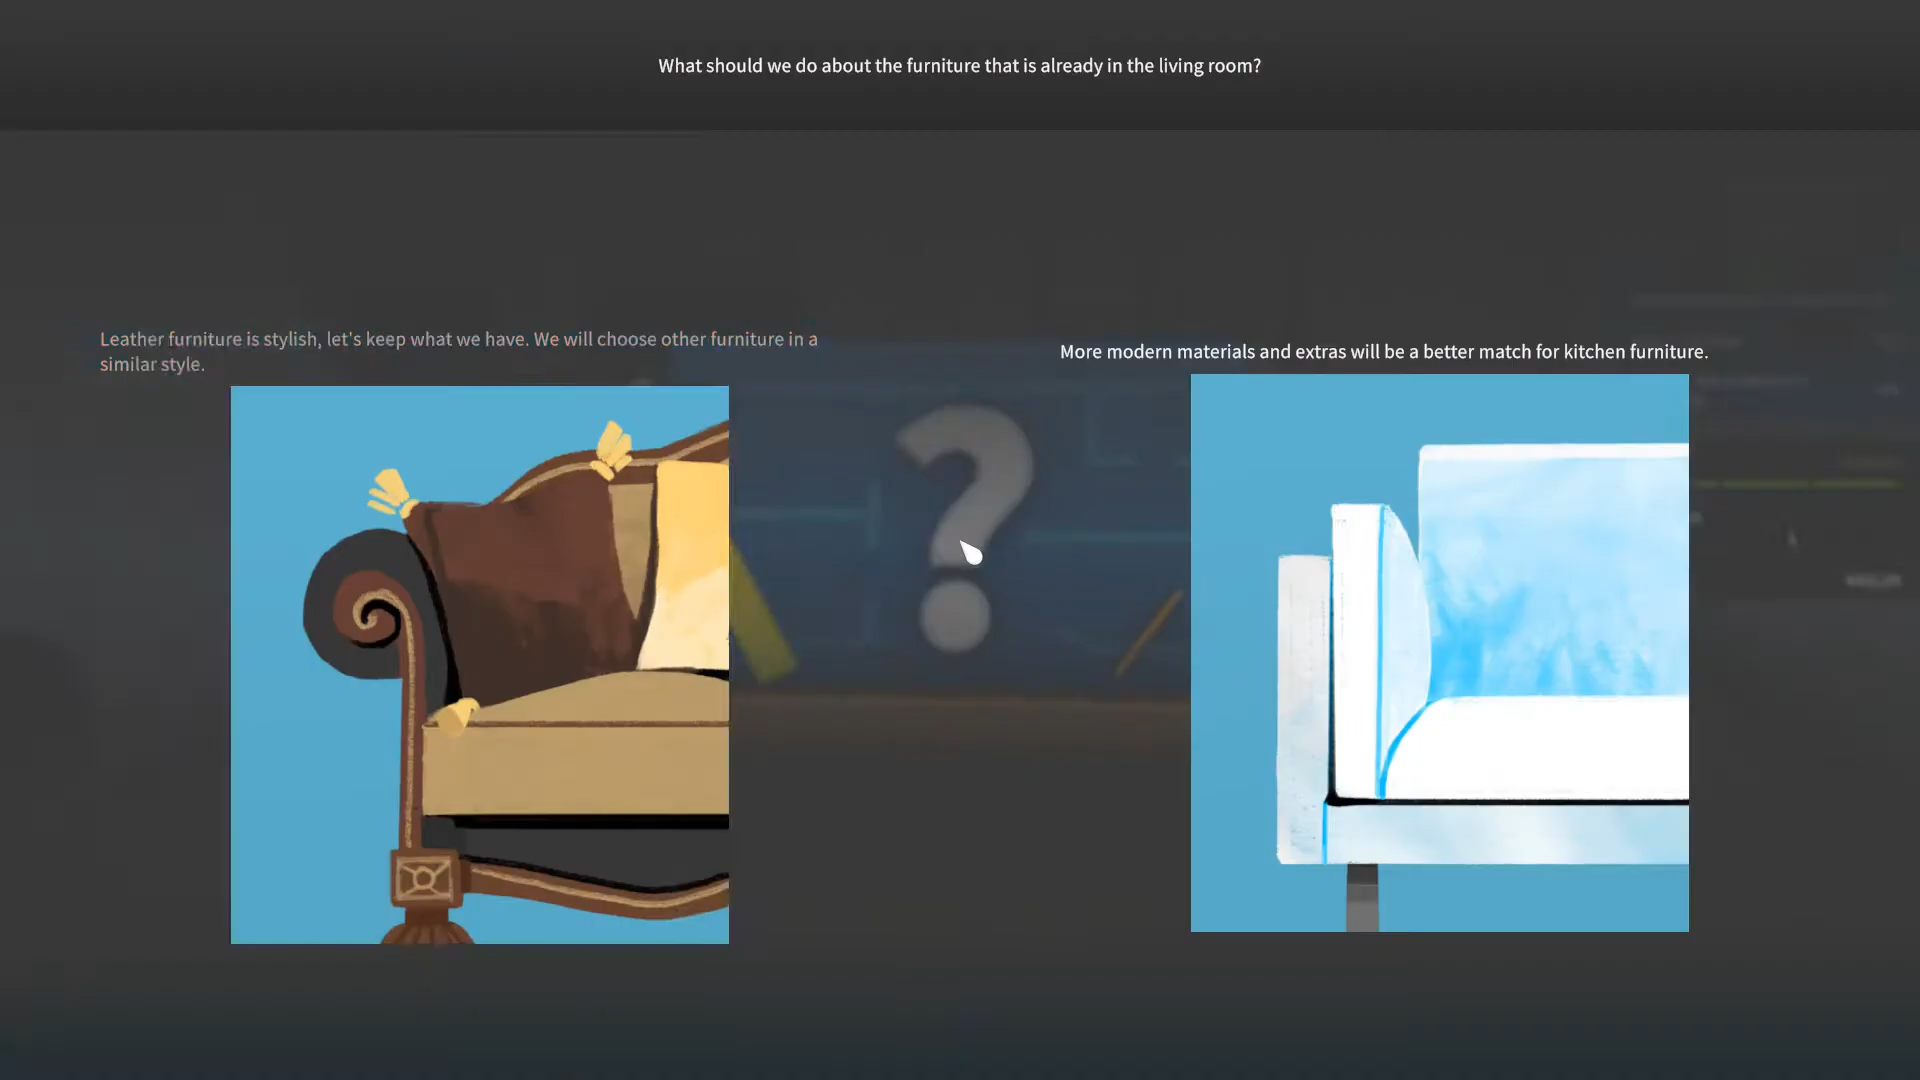 What should we do about the furniture that is already in the living room?
Leather furniture is stylish, let's keep what we have. We will choose other furniture in a
similar style.
More modern materials and extras will be a better match for kitchen furniture.